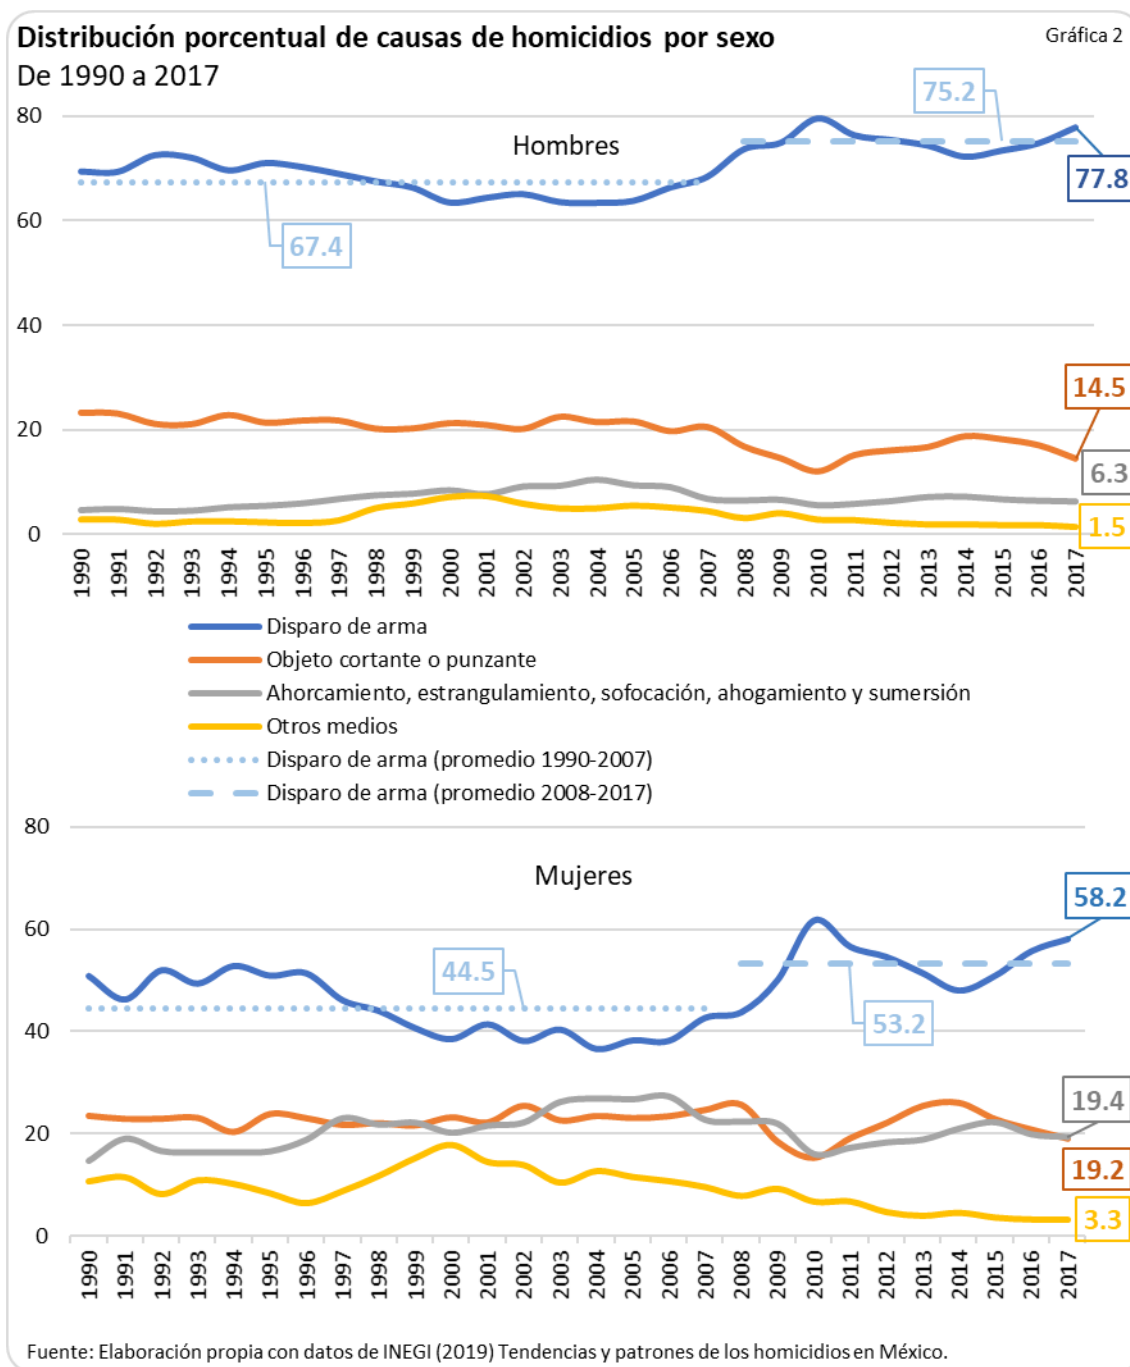 Distribución porcentual de causas de homicidios por sexo
Gráfica 2
De 1990 a 2017
80
60
40
20
0
Hombres
75.2
77.8
67.4
14.5
6.3
1.5
1990 1991 1992 1993 1994 1995 1996 1997 1998 1999 2000 2001 2002 2003 2004 2005 2006 2007 2008 2009 2010 2011 2012 2013 2014 2015 2016 2017
Disparo de arma
Objeto cortante o punzante
Ahorcamiento, estrangulamiento, sofocación, ahogamiento y sumersión
Otros medios
Disparo de arma (promedio 1990-2007)
Disparo de arma (promedio 2008-2017)
80
60
40
20
0
Mujeres
58.2
44.5
53.2
19.4
19.2
3.3
1990 1991 1992 1993 1994 1995 1996 1997 1998 1999 2000 2001 2002 2003 2004 2005 2006 2007 2008 2009 2010 2011 2012 2013 2014 2015 2016 2017
Fuente: Elaboración propia con datos de INEGI (2019) Tendencias y patrones de los homicidios en México.